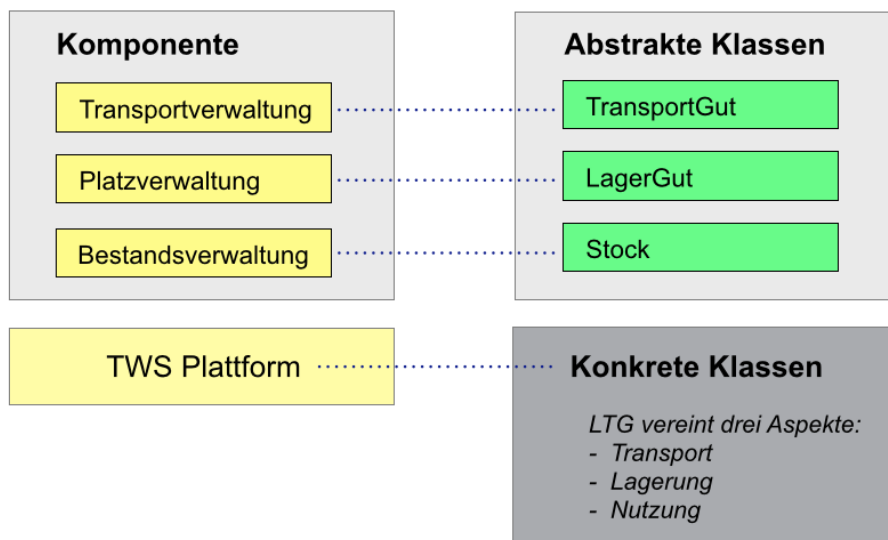 Komponente
Transportverwaltung
Platzverwaltung
Bestandsverwaltung
Abstrakte Klassen
TransportGut
LagerGut
Stock
TWS Plattform
Konkrete Klassen
LTG vereint drei Aspekte:
- Transport
- Lagerung
- Nutzung